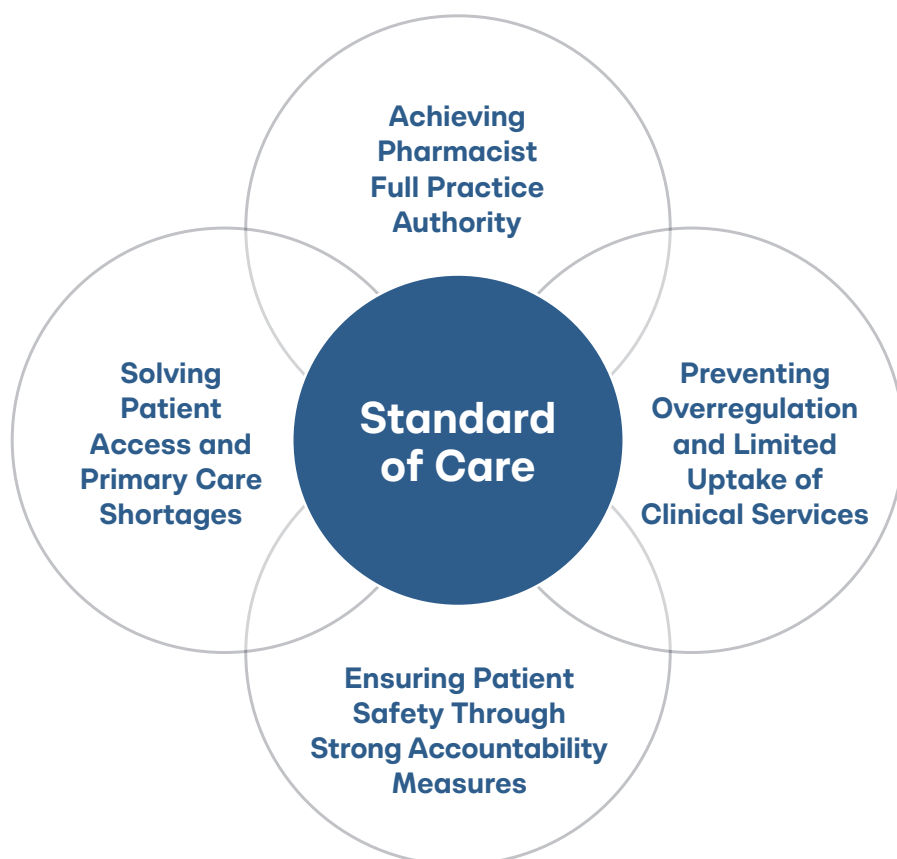 Achieving
Pharmacist
Full Practice
Authority
Solving
Patient
Access and
Primary Care
Shortages
Standard
of Care
Preventing
Overregulation
and Limited
Uptake of
Clinical Services
Ensuring Patient
Safety Through
Strong Accountability
Measures